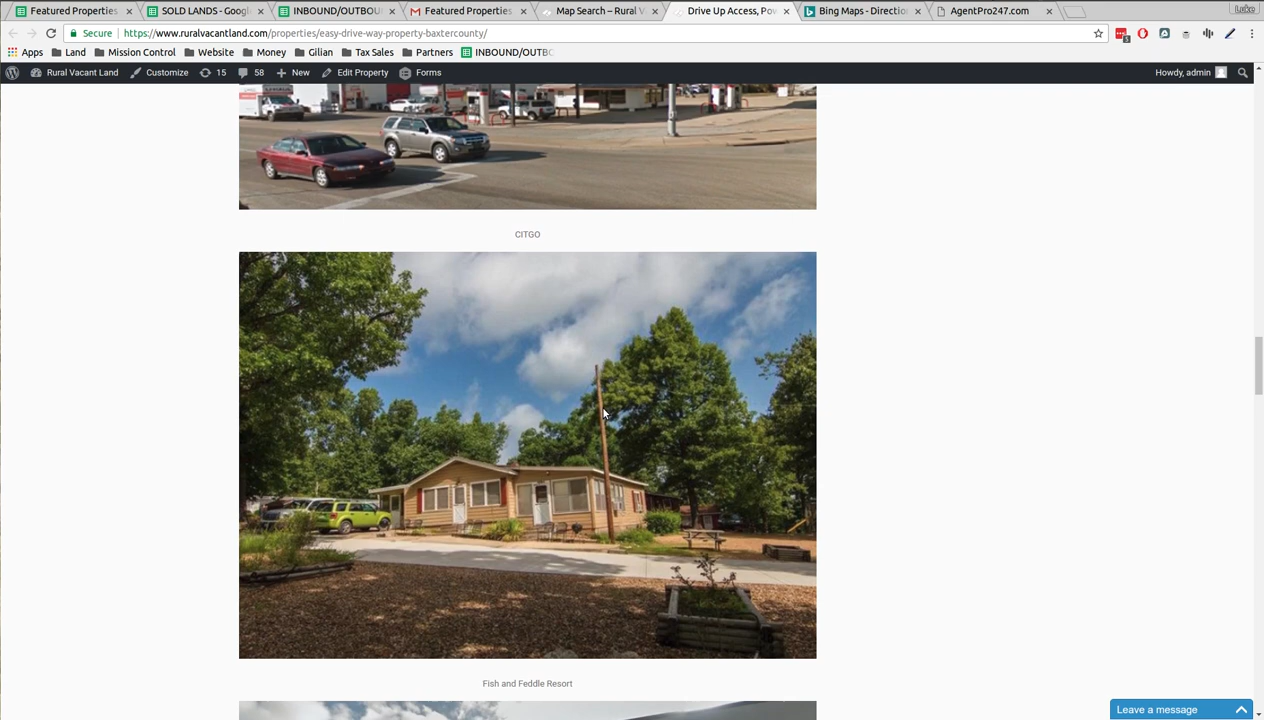 Featured Properties
SOLD LANDS - Googl
INBOUND/OUTBOU
Featured Properties
Map Search – Rural V
Drive Up Access, Pow
Bing Maps - Directio
AgentPro247.com
Secure
https://www.ruralvacantland.com/properties/easy-drive-way-property-baxtercounty/
Apps
Land
Mission Control
Website
Money
Gilian
Tax Sales
Partners
INBOUND/OUTBO
Rural Vacant Land
Customize
15
58
New
Edit Property
Forms
Howdy, admin
CITGO
Fish and Feddle Resort
Leave a message